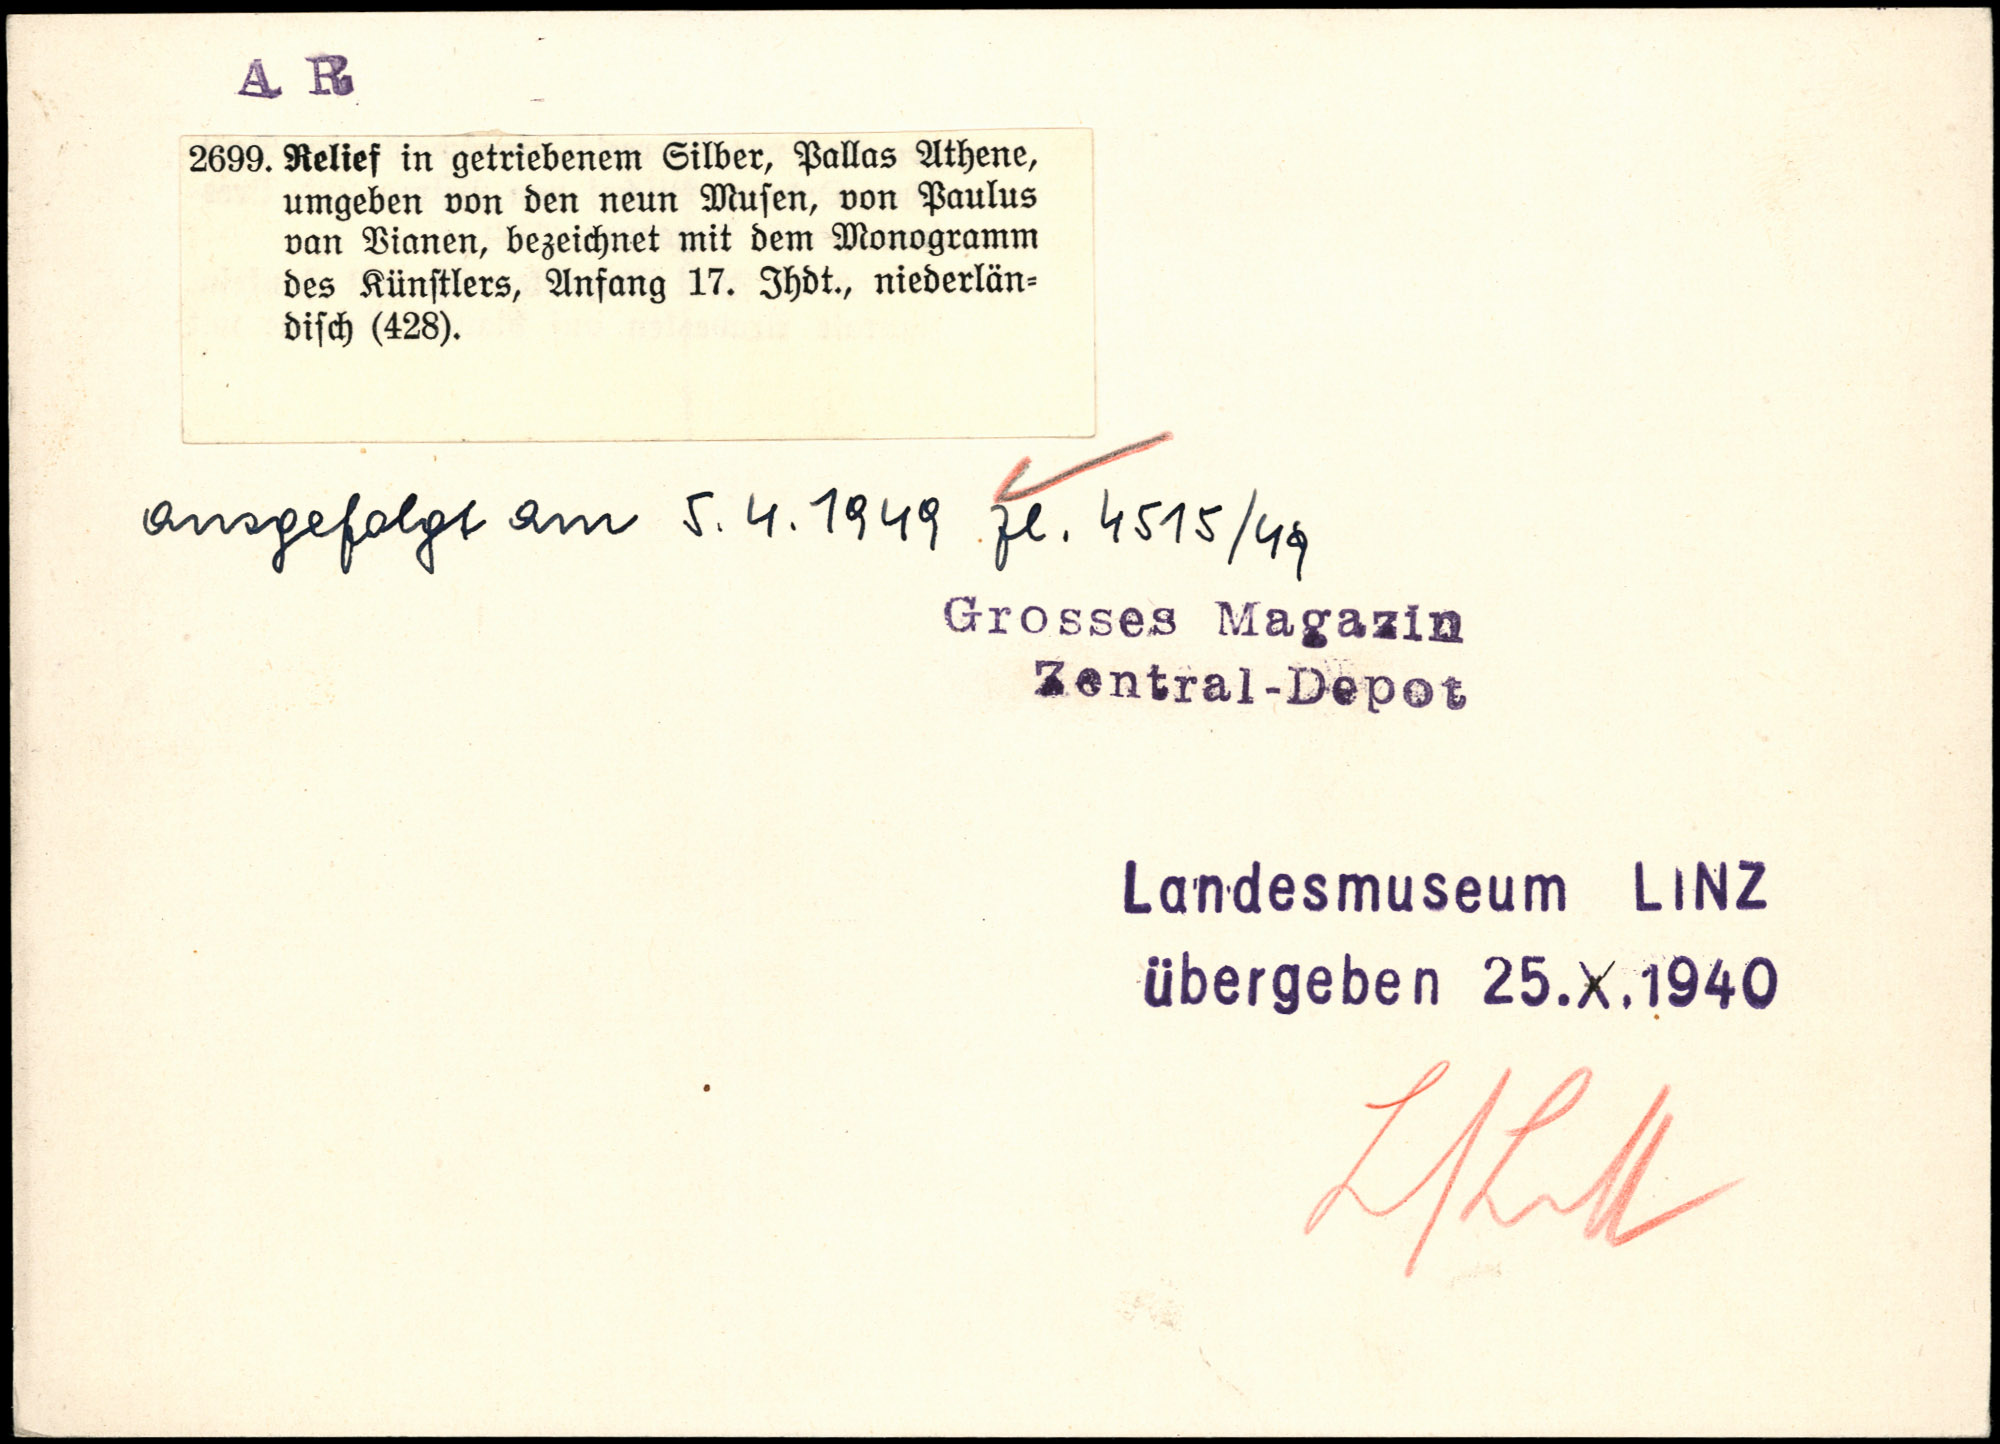 A R
2699. Relief in getriebenem Silber, Pallas Athene,
umgeben von den neun Musen, von Paulus
van Vianen, bezeichnet mit dem Monogramm
des Künstlers, Anfang 17. Jhdt., niederlän-
disch (428).
ausgefolgt am 5.4.1949 Zl. 4515/49
Grosses Magazin
Zentral-Depot
Landesmuseum LINZ
übergeben 25.X.1940